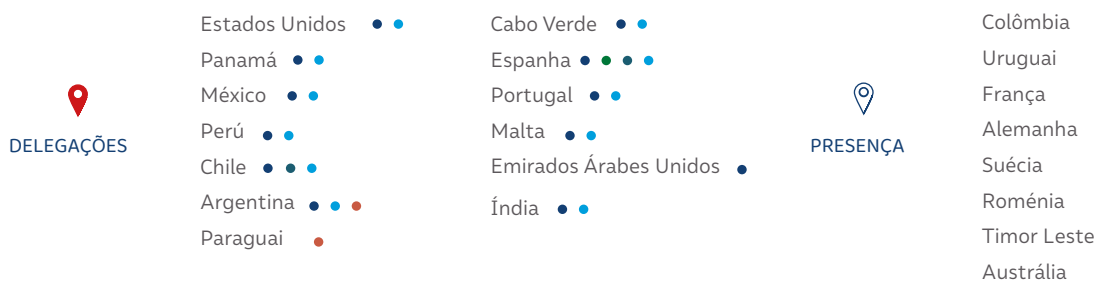 DELEGAÇÕES
Estados Unidos
Panamá
México
Perú
Chile
Argentina
Paraguai
Cabo Verde
Espanha
Portugal
Malta
Emirados Árabes Unidos
Índia
PRESENÇA
Colômbia
Uruguai
França
Alemanha
Suécia
Roménia
Timor Leste
Austrália